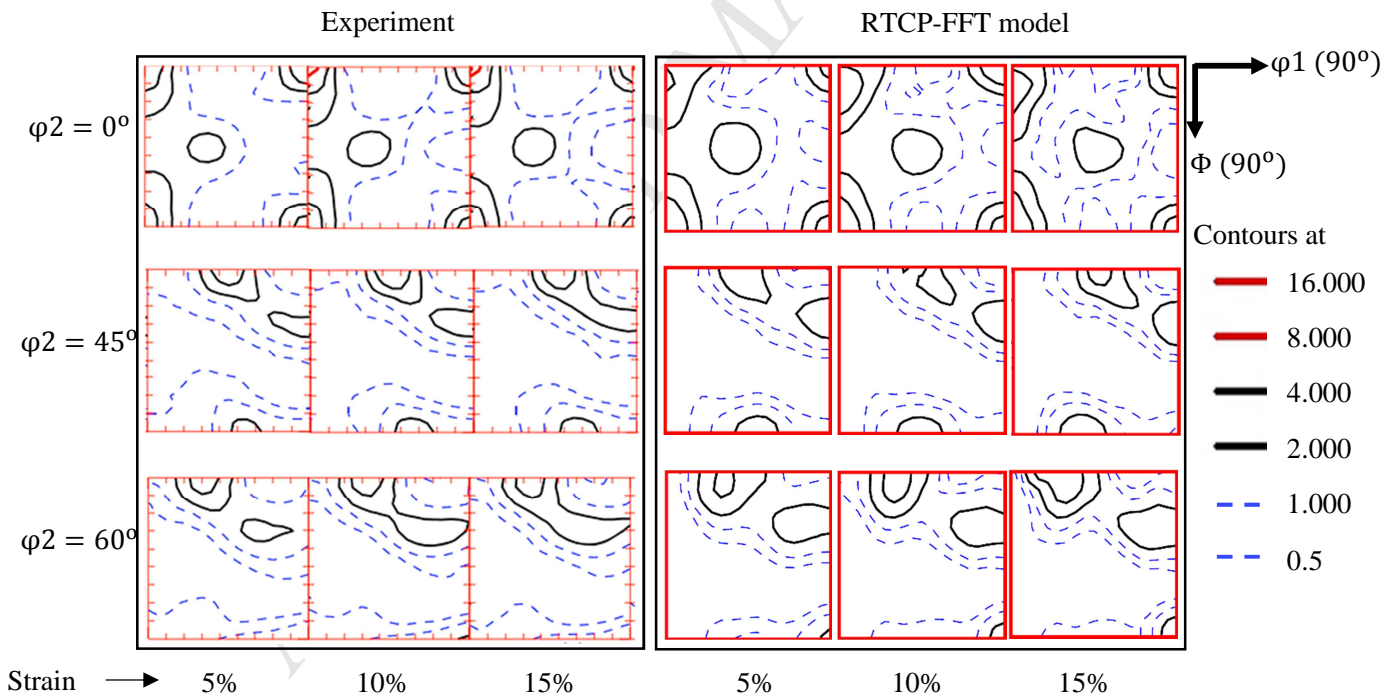 Experiment
RTCP-FFT model
φ1 (90°)
Φ (90°)
φ2 = 0°
φ2 = 45°
φ2 = 60°
Contours at
16.000
8.000
4.000
2.000
1.000
0.5
Strain 5% 10% 15% 5% 10% 15%